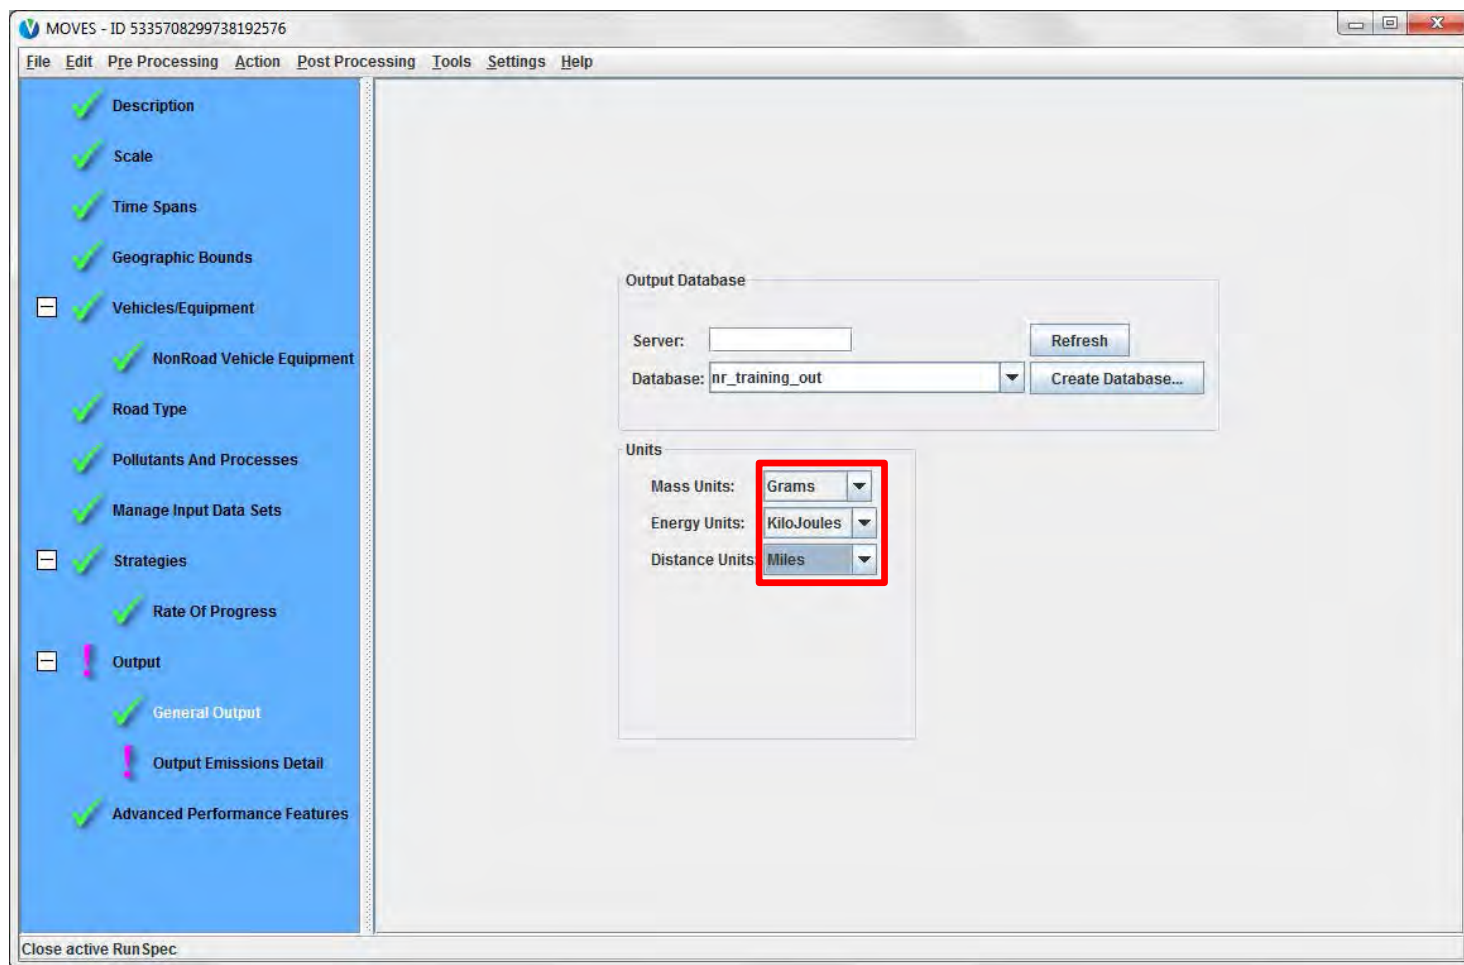 MOVES - ID 5335708299738192576
File Edit Pre Processing Action Post Processing Tools Settings Help
Description
Scale
Time Spans
Geographic Bounds
Vehicles/Equipment
NonRoad Vehicle Equipment
Road Type
Pollutants And Processes
Manage Input Data Sets
Strategies
Rate Of Progress
Output
General Output
Output Emissions Detail
Advanced Performance Features
Output Database
Server:
Refresh
Database: nr_training_out
Create Database...
Units
Mass Units: Grams
Energy Units: KiloJoules
Distance Units: Miles
Close active RunSpec